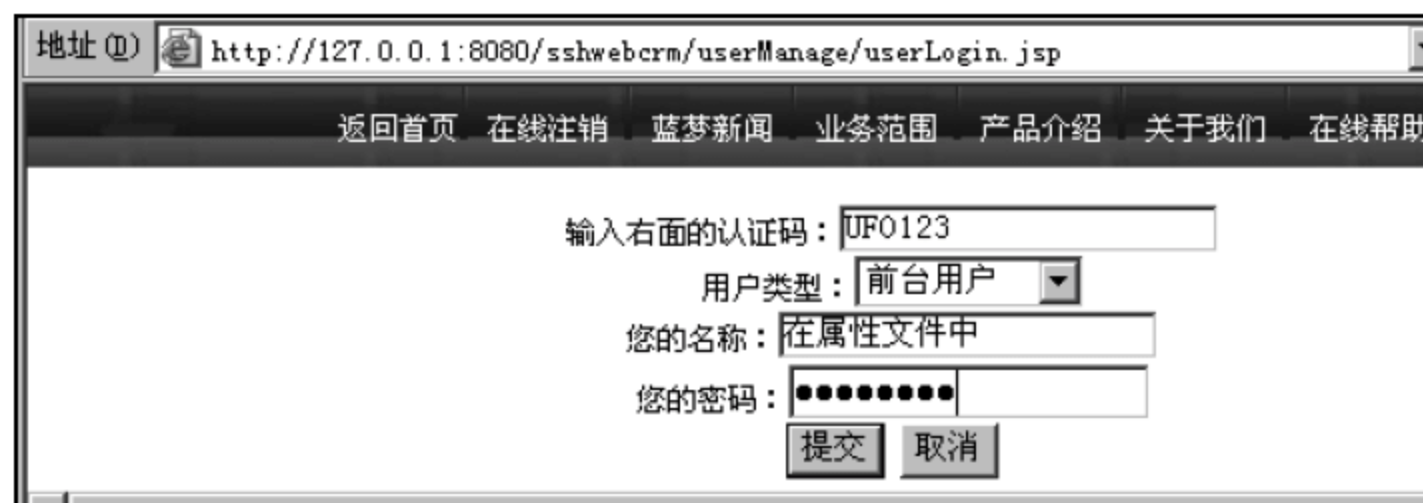 地址(D) http://127.0.0.1:8080/sshwebcrm/userManage/userLogin.jsp
返回首页 在线注销 蓝梦新闻 业务范围 产品介绍 关于我们 在线帮助
输入右面的认证码：UFO123
用户类型：前台用户
您的名称：在属性文件中
您的密码：●●●●●●●●
提交 取消